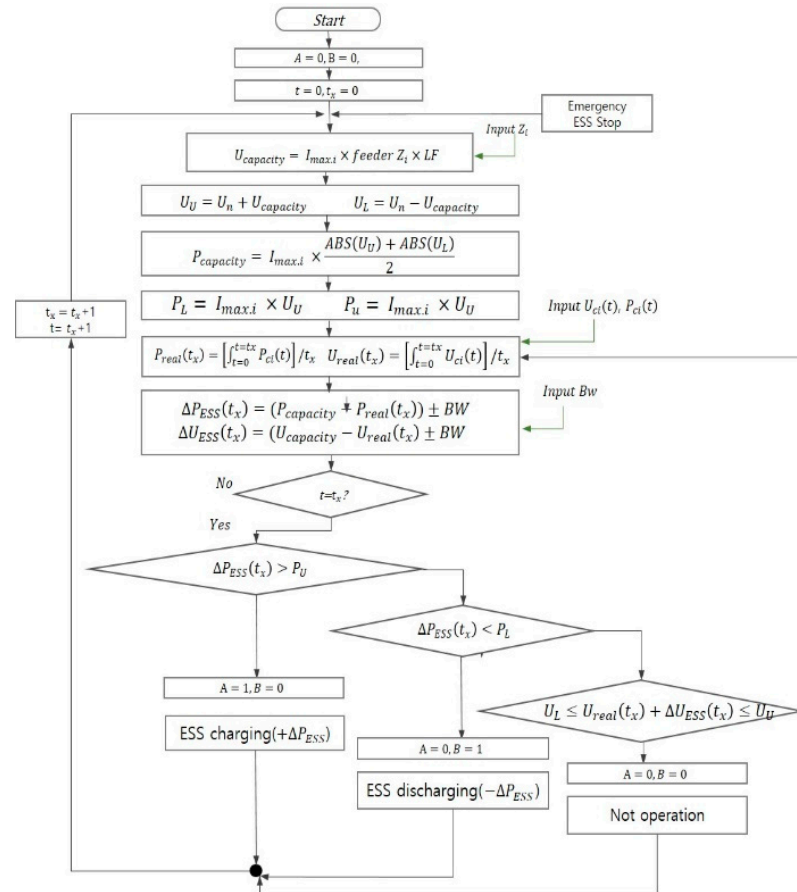 Start
A = 0, B = 0,
t = 0, t_x = 0
Emergency
ESS Stop
Input Z_i
U_capacity = I_max.i × feeder Z_i × LF
U_U = U_n + U_capacity U_L = U_n − U_capacity
P_capacity = I_max.i × (ABS(U_U) + ABS(U_L)) / 2
t_x = t_x+1
t= t_x+1
P_L = I_max.i × U_U P_u = I_max.i × U_U
Input U_ci(t), P_ci(t)
P_real(t_x) = [∫_{t=0}^{t=tx} P_ci(t)] /t_x U_real(t_x) = [∫_{t=0}^{t=tx} U_ci(t)] /t_x
Input Bw
ΔP_ESS(t_x) = (P_capacity + P_real(t_x)) ± BW
ΔU_ESS(t_x) = (U_capacity − U_real(t_x) ± BW
No
t=t_x?
Yes
ΔP_ESS(t_x) > P_U
ΔP_ESS(t_x) < P_L
A = 1, B = 0
U_L ≤ U_real(t_x) + ΔU_ESS(t_x) ≤ U_U
ESS charging(+ΔP_ESS)
A = 0, B = 1
A = 0, B = 0
ESS discharging(−ΔP_ESS)
Not operation